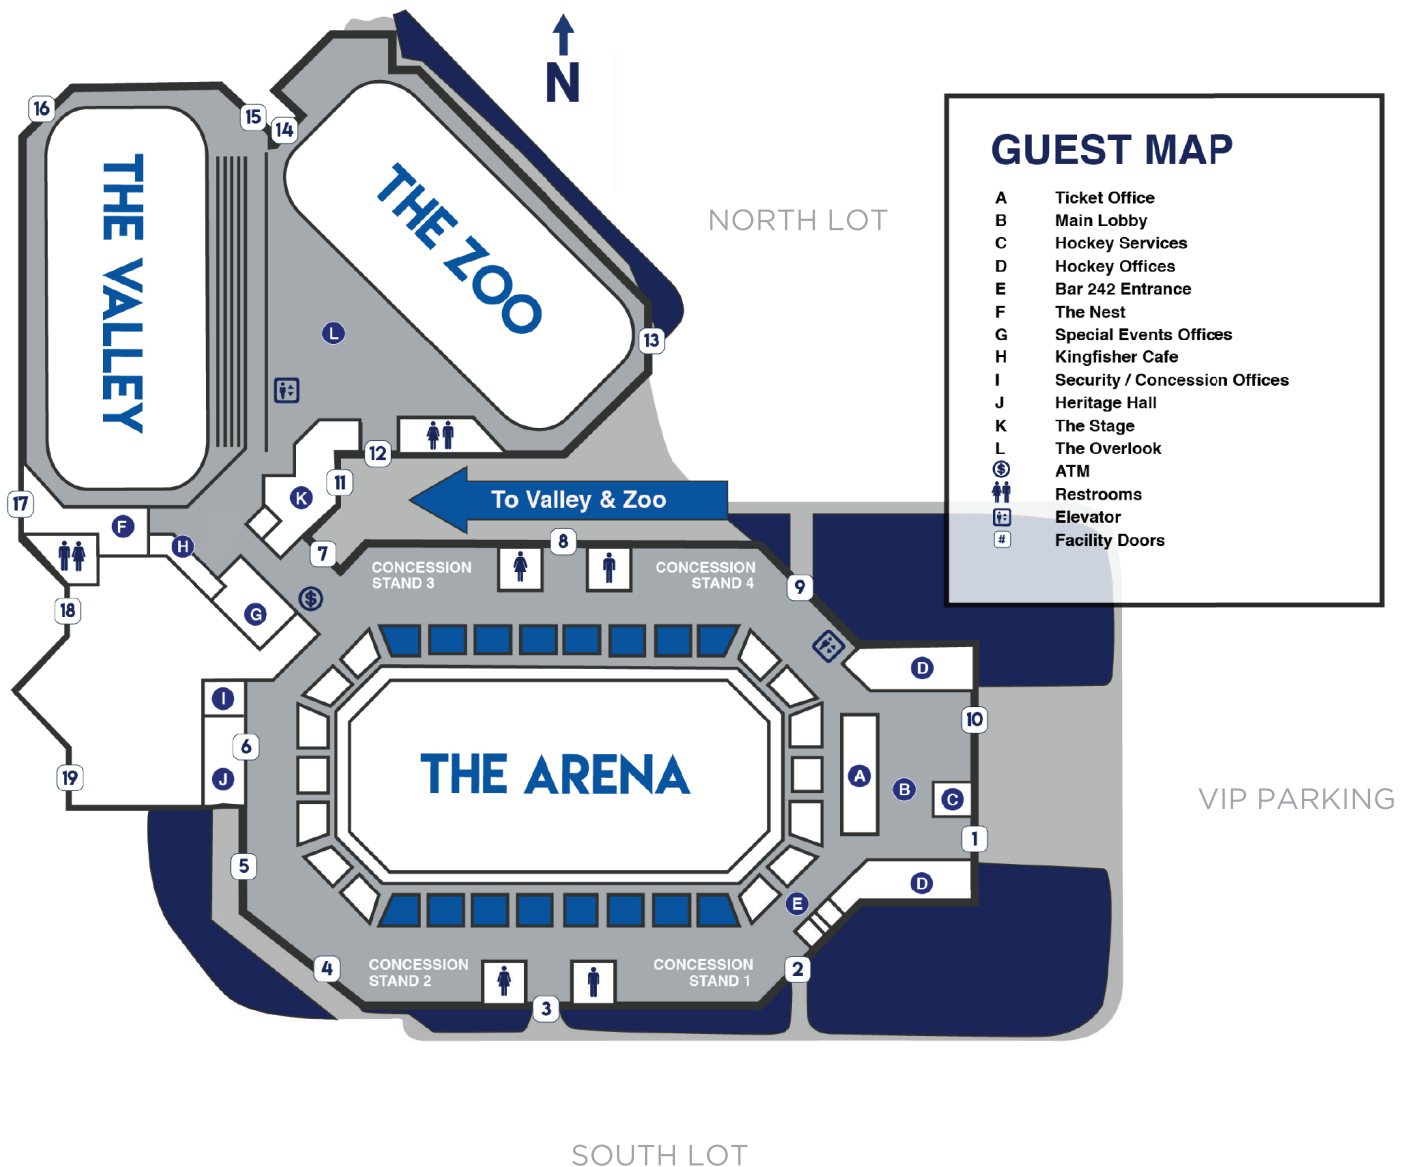 N
16
15
14
THE VALLEY
THE ZOO
NORTH LOT
GUEST MAP
A Ticket Office
B Main Lobby
C Hockey Services
D Hockey Offices
E Bar 242 Entrance
F The Nest
G Special Events Offices
H Kingfisher Cafe
I Security / Concession Offices
J Heritage Hall
K The Stage
L The Overlook
$ ATM
Restrooms
Elevator
# Facility Doors
L
13
12
11
K
To Valley & Zoo
17
F
H
7
8
CONCESSION
STAND 3
CONCESSION
STAND 4
9
18
G
$
D
I
10
6
J
19
THE ARENA
A
B
C
VIP PARKING
1
5
D
E
4
CONCESSION
STAND 2
CONCESSION
STAND 1
2
3
SOUTH LOT